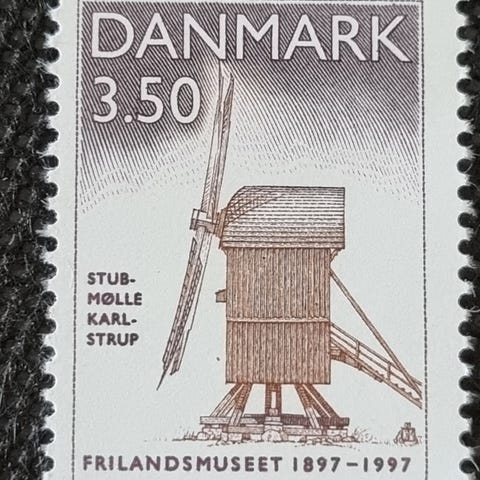 DANMARK
3.50
STUB-
MØLLE
KARL-
STRUP
FRILANDSMUSEET 1897-1997